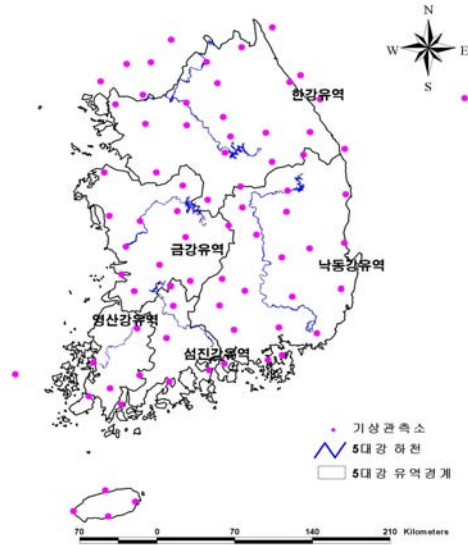 N
W E
S
한강유역
금강유역
낙동강유역
영산강유역
섬진강유역
기상관측소
5대강 하천
5대강 유역경계
70 0 70 140 210 Kilometers